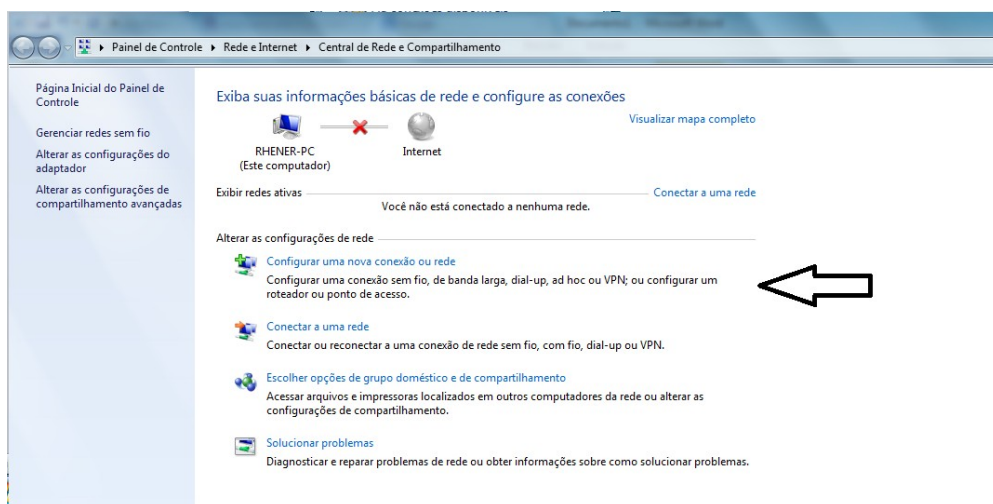 Painel de Controle ▸ Rede e Internet ▸ Central de Rede e Compartilhamento
Página Inicial do Painel de
Controle
Gerenciar redes sem fio
Alterar as configurações do
adaptador
Alterar as configurações de
compartilhamento avançadas
Exiba suas informações básicas de rede e configure as conexões
Visualizar mapa completo
RHENER-PC
(Este computador)
Internet
Exibir redes ativas
Conectar a uma rede
Você não está conectado a nenhuma rede.
Alterar as configurações de rede
Configurar uma nova conexão ou rede
Configurar uma conexão sem fio, de banda larga, dial-up, ad hoc ou VPN; ou configurar um
roteador ou ponto de acesso.
Conectar a uma rede
Conectar ou reconectar a uma conexão de rede sem fio, com fio, dial-up ou VPN.
Escolher opções de grupo doméstico e de compartilhamento
Acessar arquivos e impressoras localizados em outros computadores da rede ou alterar as
configurações de compartilhamento.
Solucionar problemas
Diagnosticar e reparar problemas de rede ou obter informações sobre como solucionar problemas.